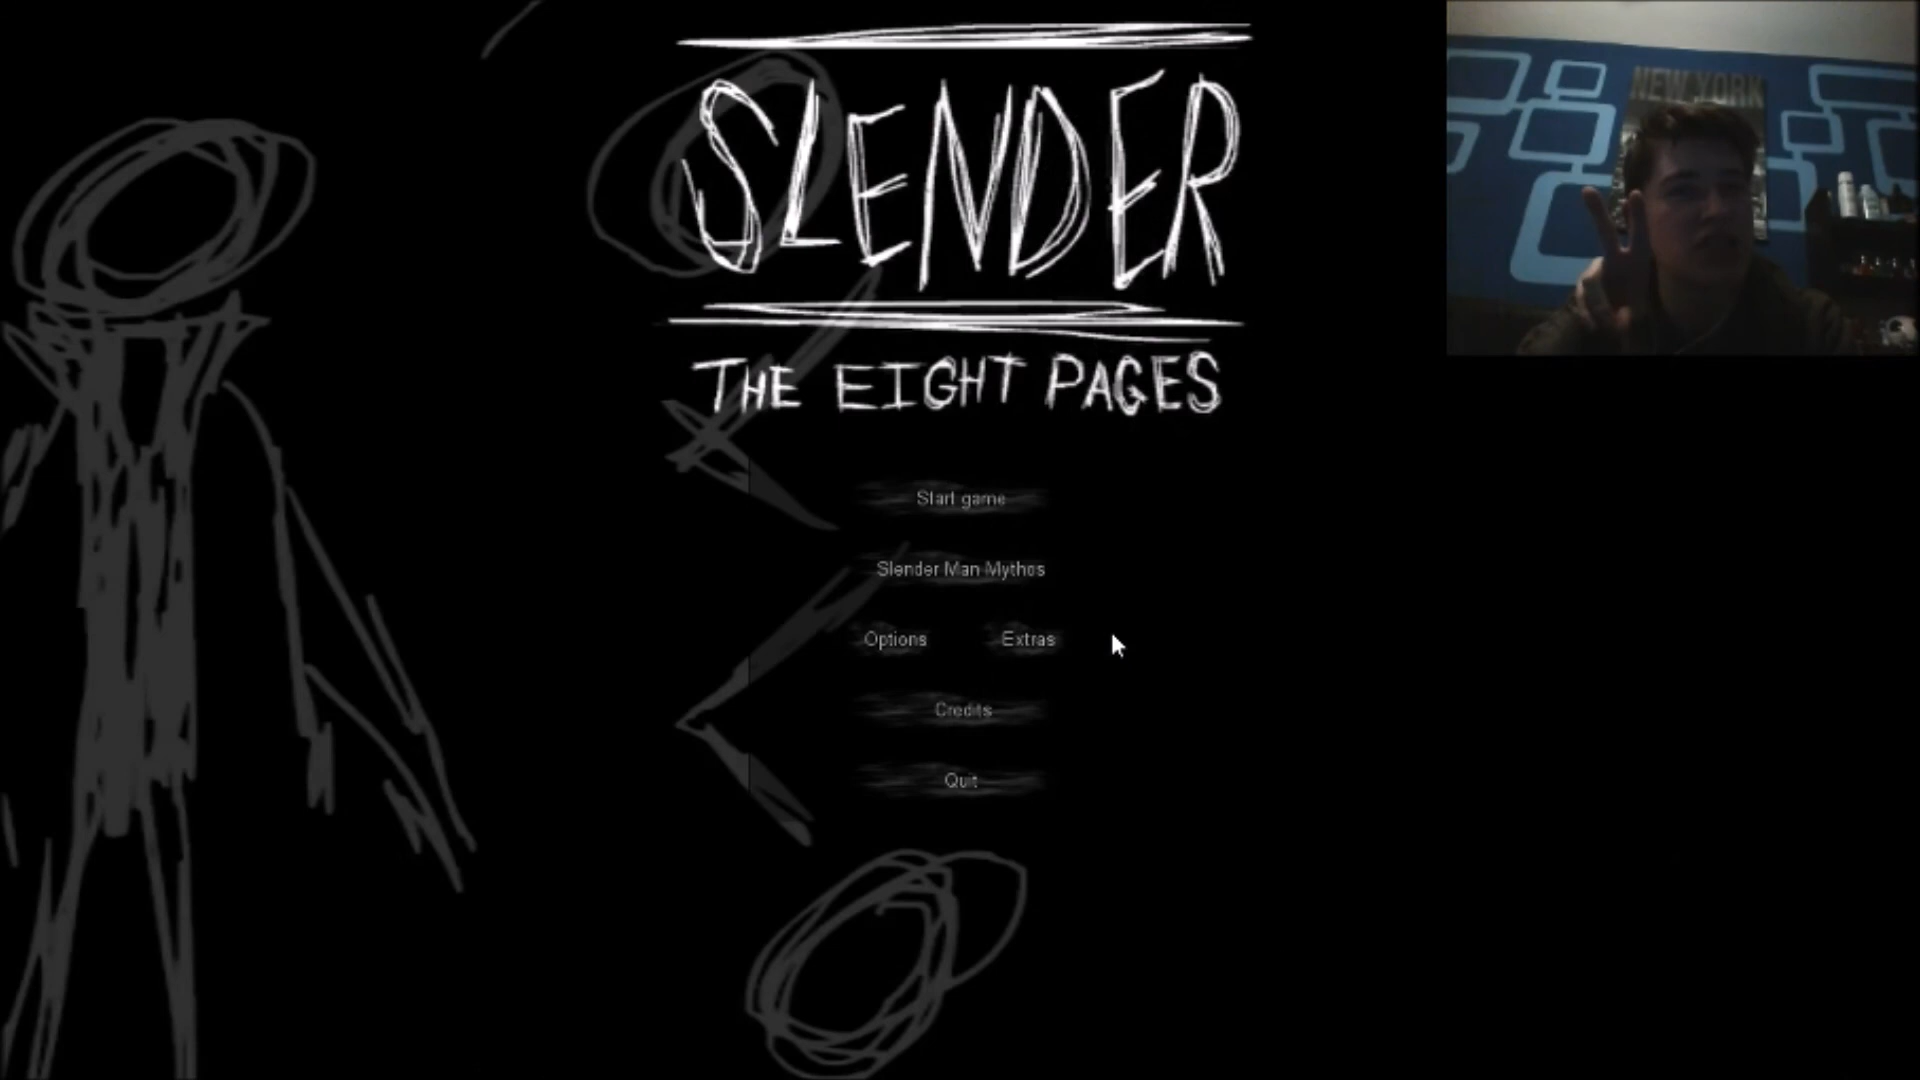 SLENDER
THE EIGHT PAGES
NEW YORK
Start game
Slender Man Mythos
Options Extras
Credits
Quit